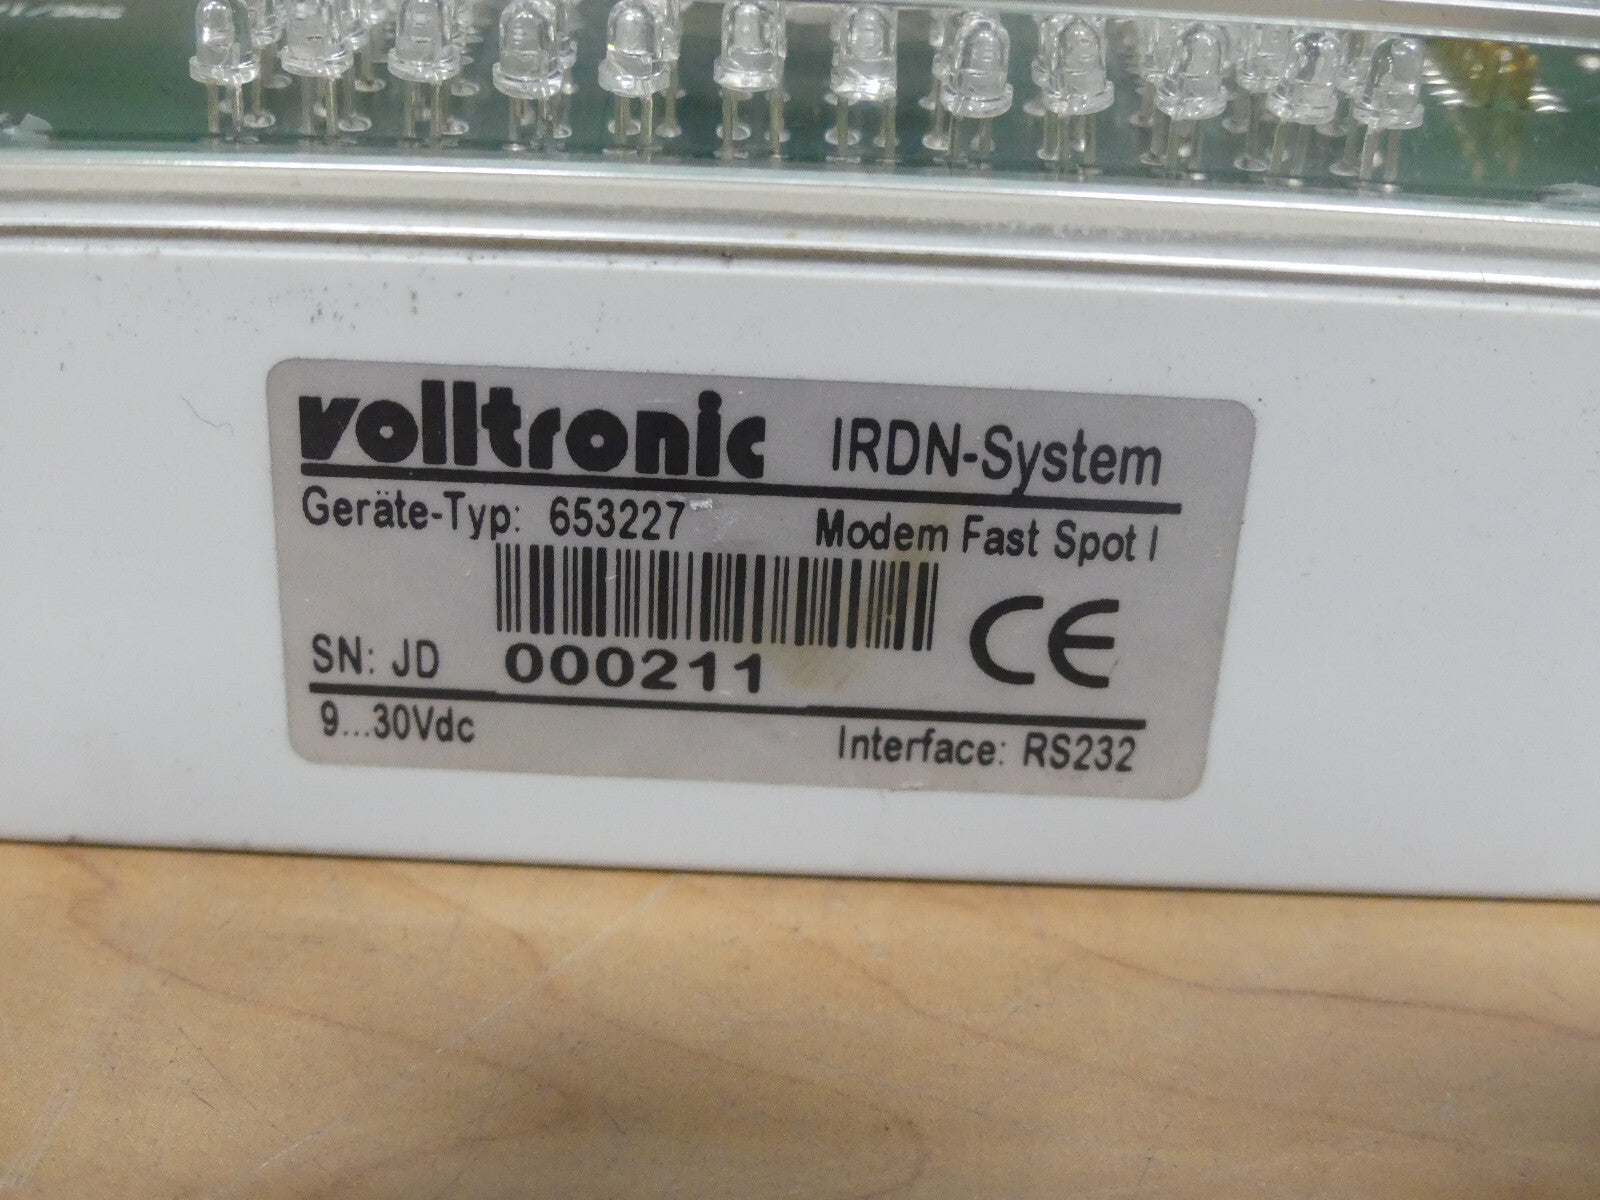 volltronic IRDN-System
Geräte-Typ: 653227 Modem Fast Spot I
SN: JD 000211 CE
9...30Vdc Interface: RS232